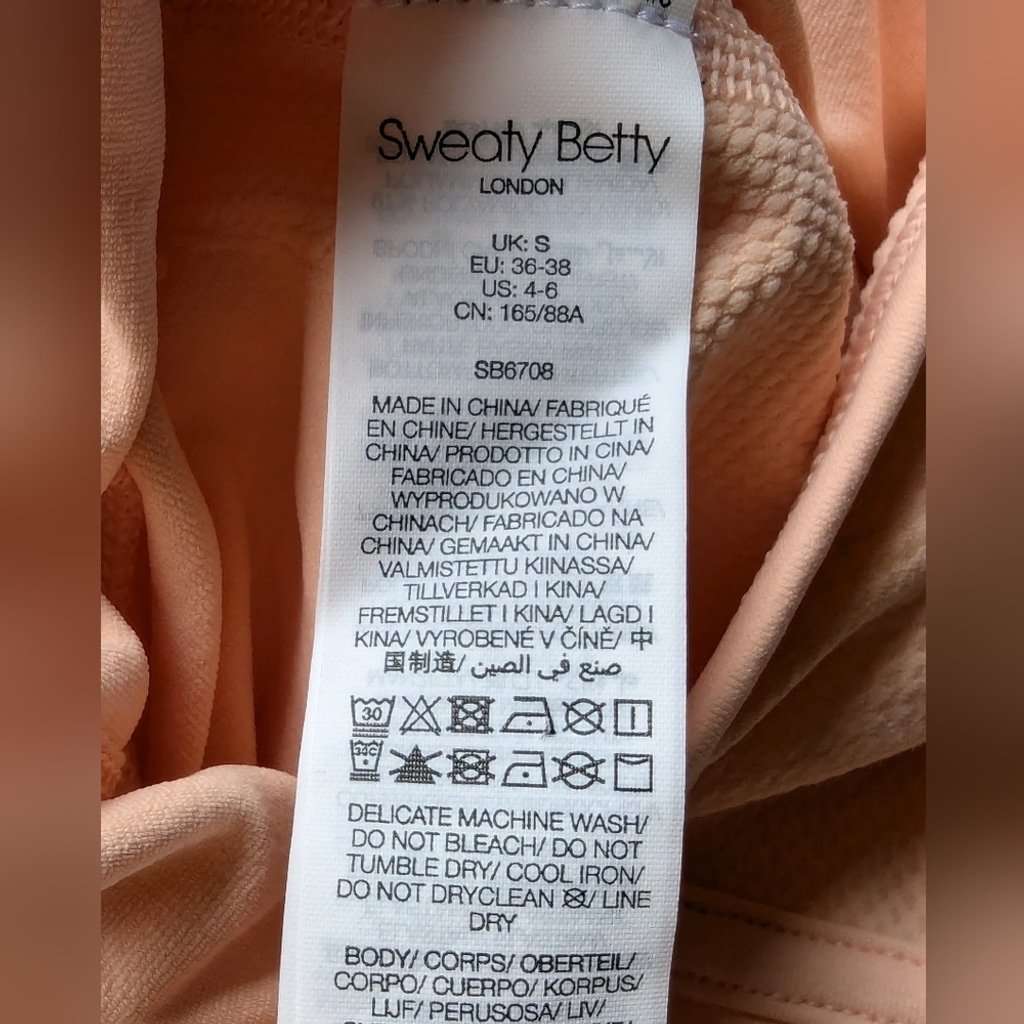 Sweaty Betty
LONDON
UK: S
EU: 36-38
US: 4-6
CN: 165/88A
SB6708
MADE IN CHINA/ FABRIQUÉ
EN CHINE/ HERGESTELLT IN
CHINA/ PRODOTTO IN CINA/
FABRICADO EN CHINA/
WYPRODUKOWANO W
CHINACH/ FABRICADO NA
CHINA/ GEMAAKT IN CHINA/
VALMISTETTU KIINASSA/
TILLVERKAD I KINA/
FREMSTILLET I KINA/ LAGD I
KINA/ VYROBENÉ V ČÍNĚ/ 中
国制造/ صنع في الصين
30
DELICATE MACHINE WASH/
DO NOT BLEACH/ DO NOT
TUMBLE DRY/ COOL IRON/
DO NOT DRYCLEAN / LINE
DRY
BODY/ CORPS/ OBERTEIL/
CORPO/ CUERPO/ KORPUS/
LIJF/ PERUSOSA/ LIV/